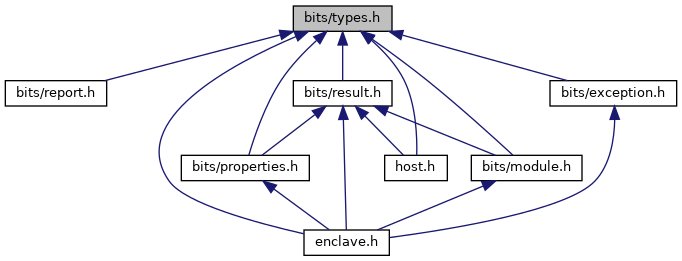 bits/types.h
bits/report.h
bits/result.h
bits/exception.h
bits/properties.h
host.h
bits/module.h
enclave.h